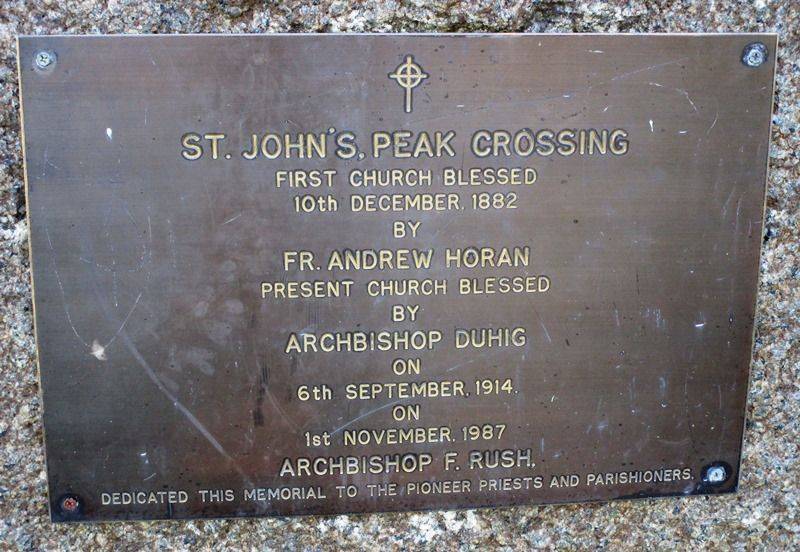 ST. JOHN'S, PEAK CROSSING
FIRST CHURCH BLESSED
10th DECEMBER, 1882
BY
FR. ANDREW HORAN
PRESENT CHURCH BLESSED
BY
ARCHBISHOP DUHIG
ON
6th SEPTEMBER, 1914.
ON
1st NOVEMBER, 1987
ARCHBISHOP F. RUSH,
DEDICATED THIS MEMORIAL TO THE PIONEER PRIESTS AND PARISHIONERS.